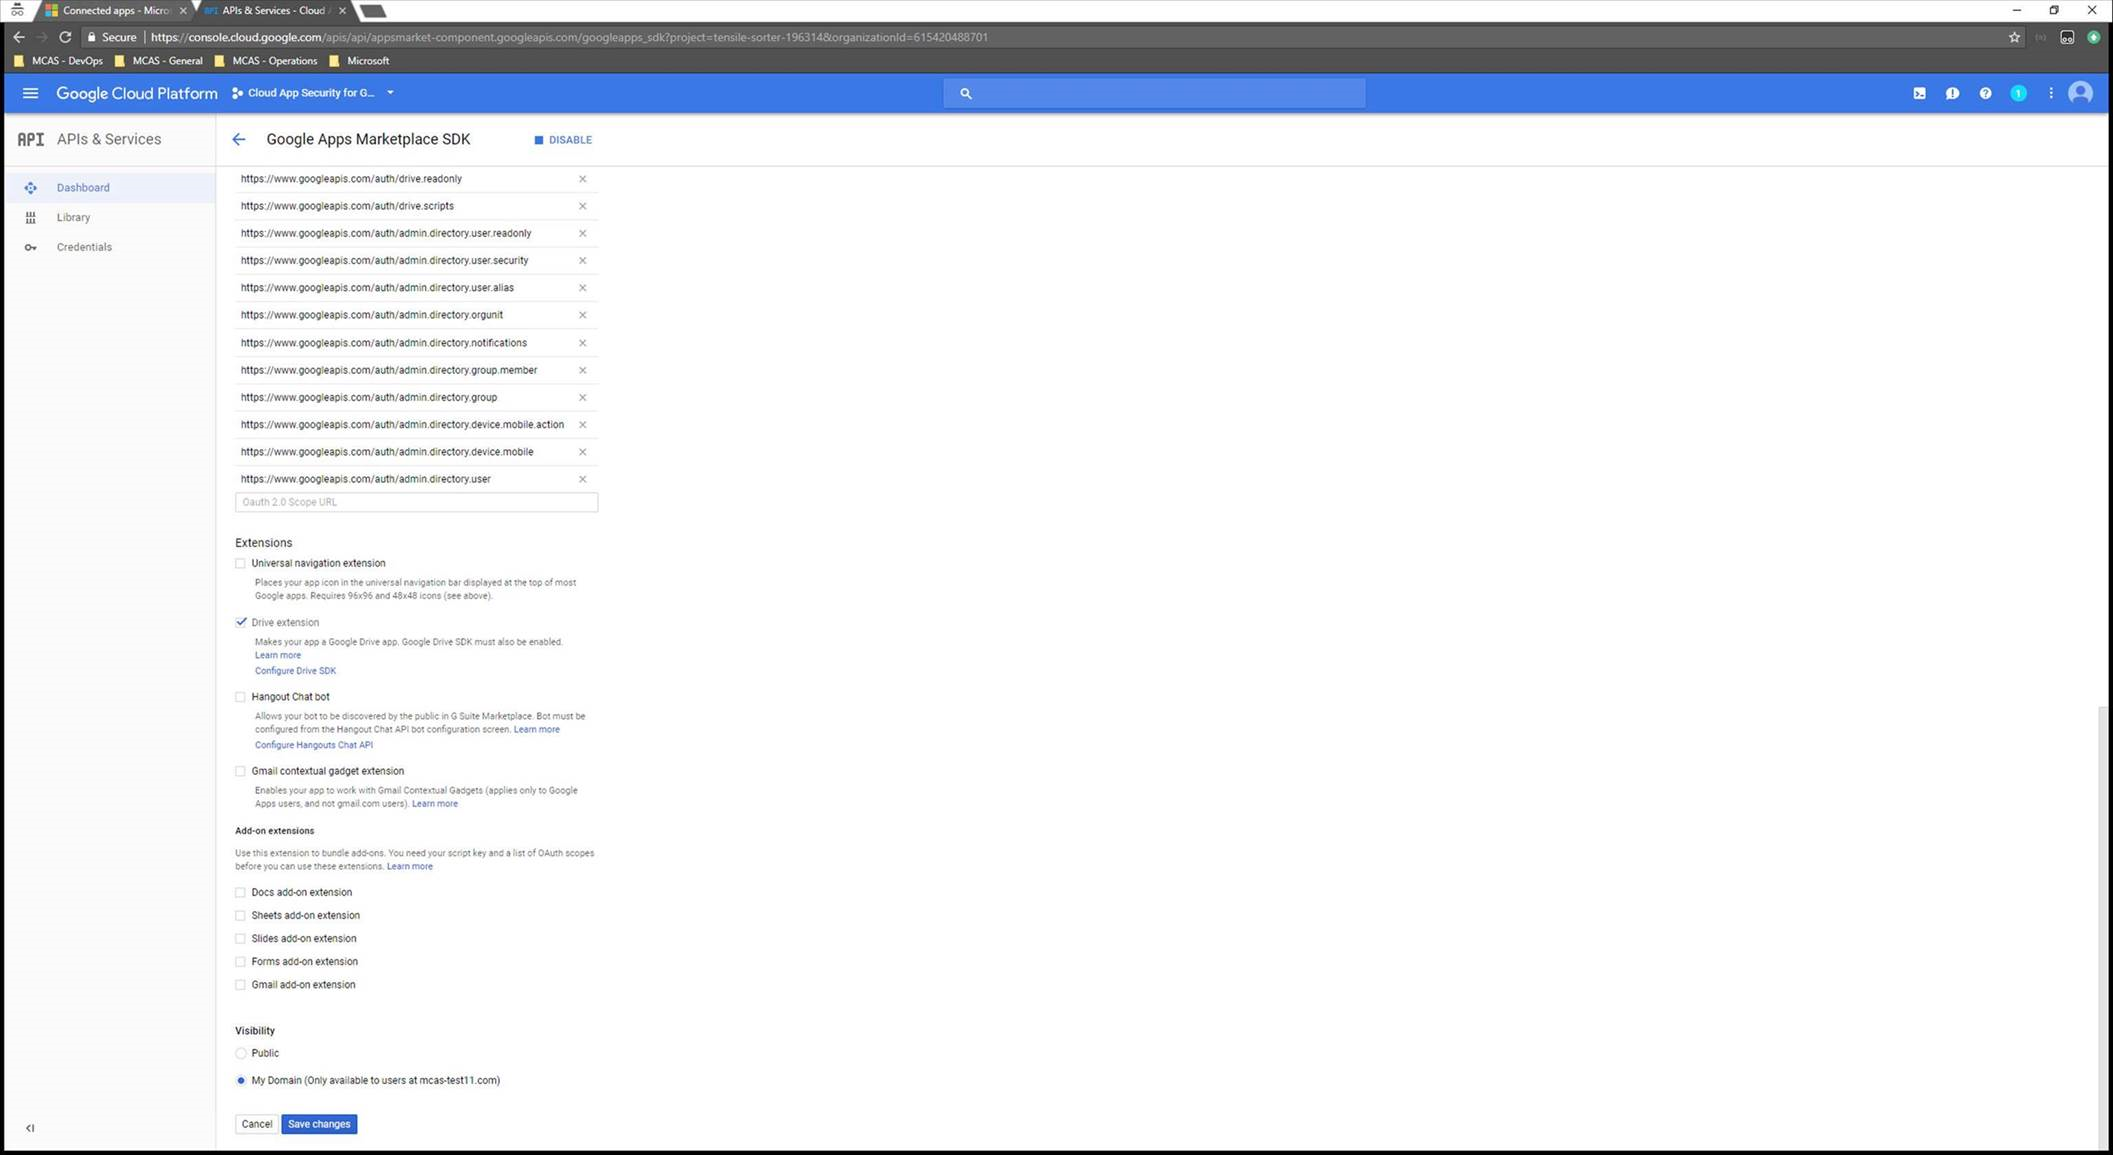 Connected apps - Micro
APIs & Services - Cloud
Secure
https://console.cloud.google.com/apis/api/appsmarket-component.googleapis.com/googleapps_sdk?project=tensile-sorter-196314&organizationId=615420488701
MCAS - DevOps
MCAS - General
MCAS - Operations
Microsoft
Google Cloud Platform
Cloud App Security for G...
1
API
APIs & Services
Google Apps Marketplace SDK
DISABLE
Dashboard
Library
Credentials
https://www.googleapis.com/auth/drive.readonly
https://www.googleapis.com/auth/drive.scripts
https://www.googleapis.com/auth/admin.directory.user.readonly
https://www.googleapis.com/auth/admin.directory.user.security
https://www.googleapis.com/auth/admin.directory.user.alias
https://www.googleapis.com/auth/admin.directory.orgunit
https://www.googleapis.com/auth/admin.directory.notifications
https://www.googleapis.com/auth/admin.directory.group.member
https://www.googleapis.com/auth/admin.directory.group
https://www.googleapis.com/auth/admin.directory.device.mobile.action
https://www.googleapis.com/auth/admin.directory.device.mobile
https://www.googleapis.com/auth/admin.directory.user
Oauth 2.0 Scope URL
Extensions
Universal navigation extension
Places your app icon in the universal navigation bar displayed at the top of most
Google apps. Requires 96x96 and 48x48 icons (see above).
Drive extension
Makes your app a Google Drive app. Google Drive SDK must also be enabled.
Learn more
Configure Drive SDK
Hangout Chat bot
Allows your bot to be discovered by the public in G Suite Marketplace. Bot must be
configured from the Hangout Chat API bot configuration screen. Learn more
Configure Hangouts Chat API
Gmail contextual gadget extension
Enables your app to work with Gmail Contextual Gadgets (applies only to Google
Apps users, and not gmail.com users). Learn more
Add-on extensions
Use this extension to bundle add-ons. You need your script key and a list of OAuth scopes
before you can use these extensions. Learn more
Docs add-on extension
Sheets add-on extension
Slides add-on extension
Forms add-on extension
Gmail add-on extension
Visibility
Public
My Domain (Only available to users at mcas-test11.com)
Cancel
Save changes